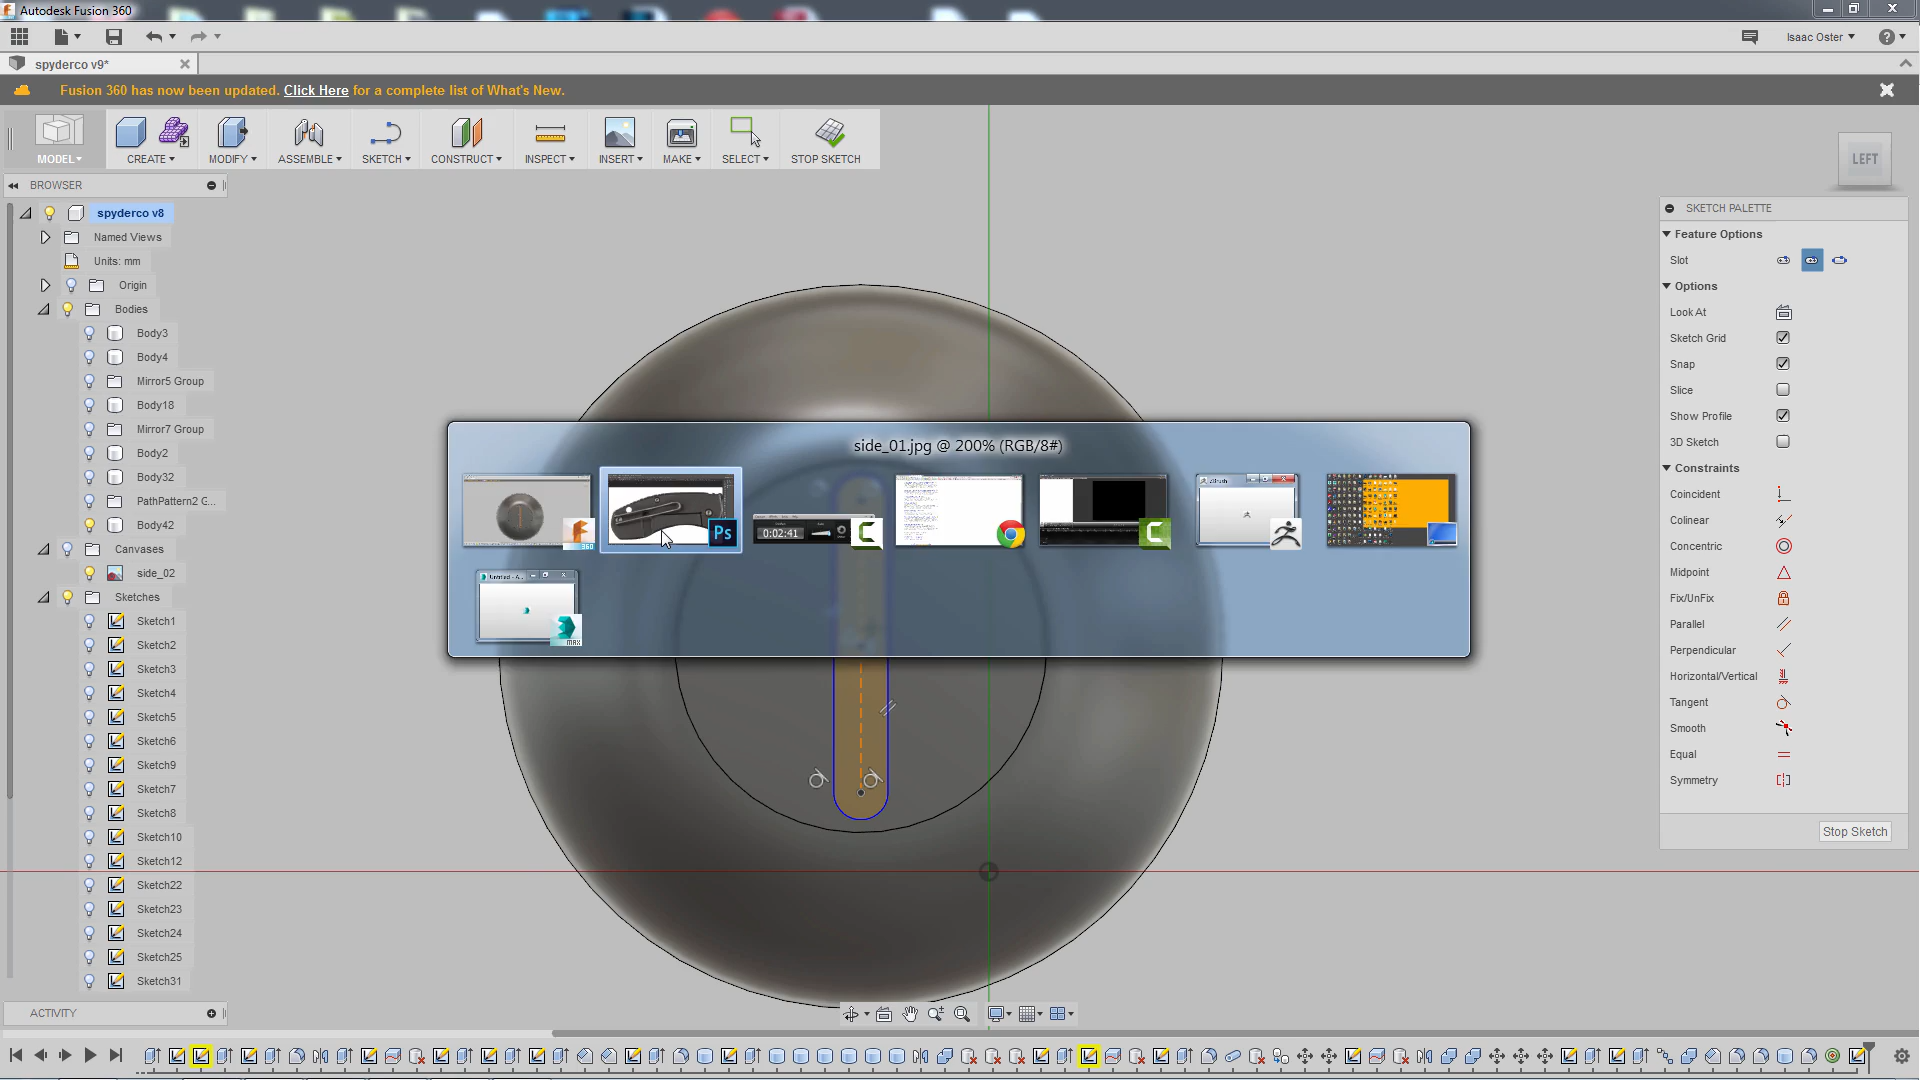 Autodesk Fusion 360
Isaac Oster
spyderco v9*
Fusion 360 has now been updated. Click Here for a complete list of What's New.
MODEL
CREATE
MODIFY
ASSEMBLE
SKETCH
CONSTRUCT
INSPECT
INSERT
MAKE
SELECT
STOP SKETCH
LEFT
BROWSER
spyderco v8
Named Views
Units: mm
Origin
Bodies
Body3
Body4
Mirror5 Group
Body18
Mirror7 Group
Body2
Body32
PathPattern2 G...
Body42
Canvases
side_02
Sketches
Sketch1
Sketch2
Sketch3
Sketch4
Sketch5
Sketch6
Sketch9
Sketch7
Sketch8
Sketch10
Sketch12
Sketch22
Sketch23
Sketch24
Sketch25
Sketch31
ACTIVITY
side_01.jpg @ 200% (RGB/8#)
360
Ps
0:02:41
ZBrush
Untitled - A...
MAX
SKETCH PALETTE
Feature Options
Slot
Options
Look At
Sketch Grid
Snap
Slice
Show Profile
3D Sketch
Constraints
Coincident
Colinear
Concentric
Midpoint
Fix/UnFix
Parallel
Perpendicular
Horizontal/Vertical
Tangent
Smooth
Equal
Symmetry
Stop Sketch